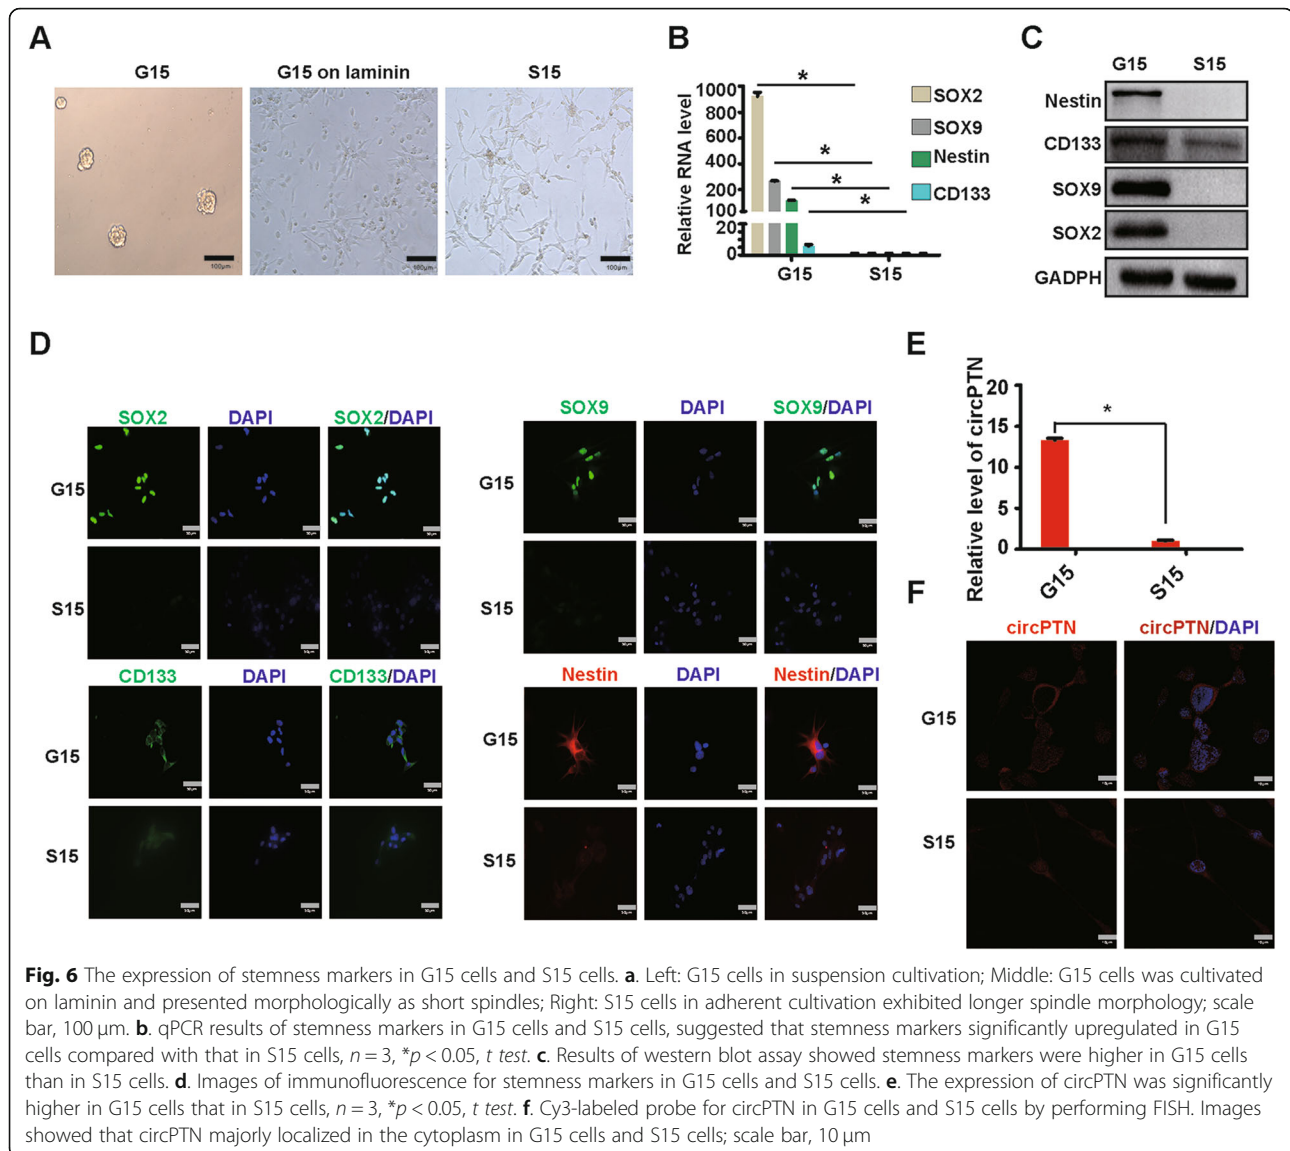 A
G15
G15 on laminin
S15
100μm
100μm
100μm
B
Relative RNA level
1000
800
600
400
200
100
20
0
*
*
*
*
SOX2
SOX9
Nestin
CD133
G15
S15
C
G15
S15
Nestin
CD133
SOX9
SOX2
GADPH
D
SOX2
DAPI
SOX2/DAPI
G15
S15
CD133
DAPI
CD133/DAPI
G15
S15
SOX9
DAPI
SOX9/DAPI
G15
S15
Nestin
DAPI
Nestin/DAPI
G15
S15
E
Relative level of circPTN
20
15
10
5
0
*
G15
S15
F
circPTN
circPTN/DAPI
G15
S15
Fig. 6 The expression of stemness markers in G15 cells and S15 cells. a. Left: G15 cells in suspension cultivation; Middle: G15 cells was cultivated
on laminin and presented morphologically as short spindles; Right: S15 cells in adherent cultivation exhibited longer spindle morphology; scale
bar, 100 μm. b. qPCR results of stemness markers in G15 cells and S15 cells, suggested that stemness markers significantly upregulated in G15
cells compared with that in S15 cells, n = 3, *p < 0.05, t test. c. Results of western blot assay showed stemness markers were higher in G15 cells
than in S15 cells. d. Images of immunofluorescence for stemness markers in G15 cells and S15 cells. e. The expression of circPTN was significantly
higher in G15 cells that in S15 cells, n = 3, *p < 0.05, t test. f. Cy3-labeled probe for circPTN in G15 cells and S15 cells by performing FISH. Images
showed that circPTN majorly localized in the cytoplasm in G15 cells and S15 cells; scale bar, 10 μm